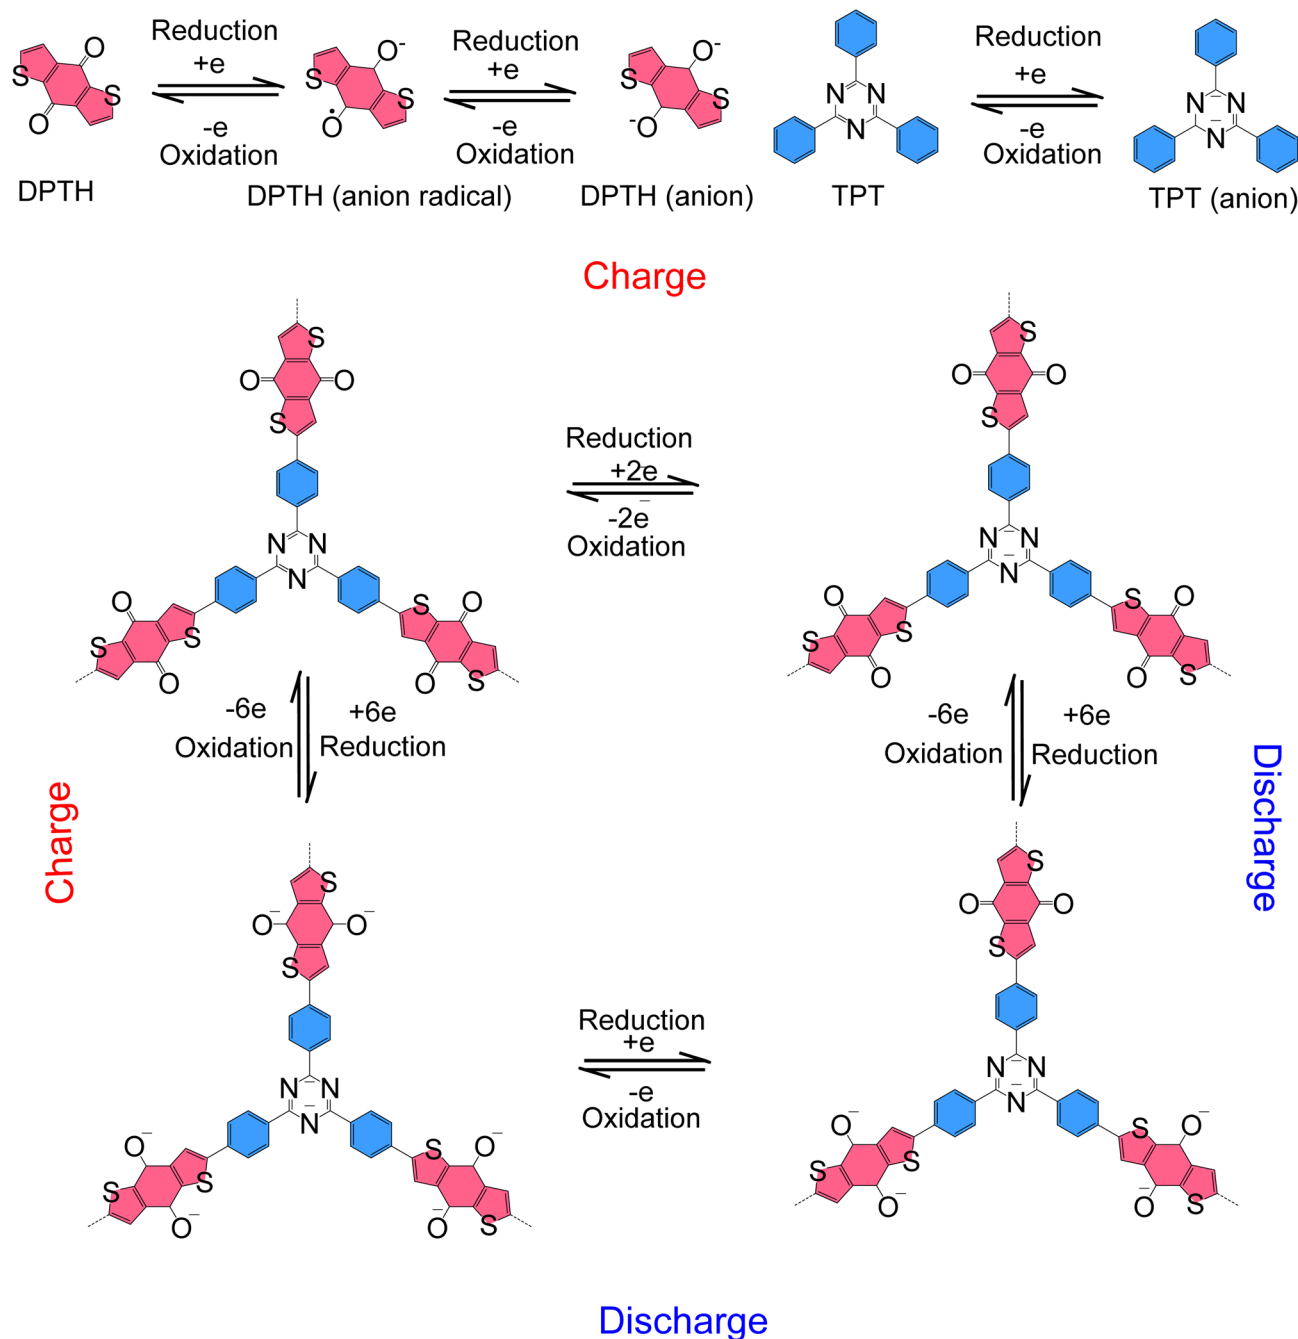 Reduction
+e
-e
Oxidation
Reduction
+e
-e
Oxidation
Reduction
+e
-e
Oxidation
O
S
S
O
O-
S
S
O
O-
S
S
-O
N
N
N
N
N
N
DPTH
DPTH (anion radical)
DPTH (anion)
TPT
TPT (anion)
Charge
S
O
O
S
N
N
N
O
O
S
S
S
S
O
O
Reduction
+2e
-2e
Oxidation
S
O
O
S
N
N
N
O
O
S
S
S
S
O
O
-6e
+6e
Oxidation
Reduction
-6e
+6e
Oxidation
Reduction
Charge
Discharge
S
O
O
S
N
N
N
O
O
S
S
S
S
O
O
Reduction
+e
-e
Oxidation
S
O
O
S
N
N
N
O
O
S
S
S
S
O
O
Discharge